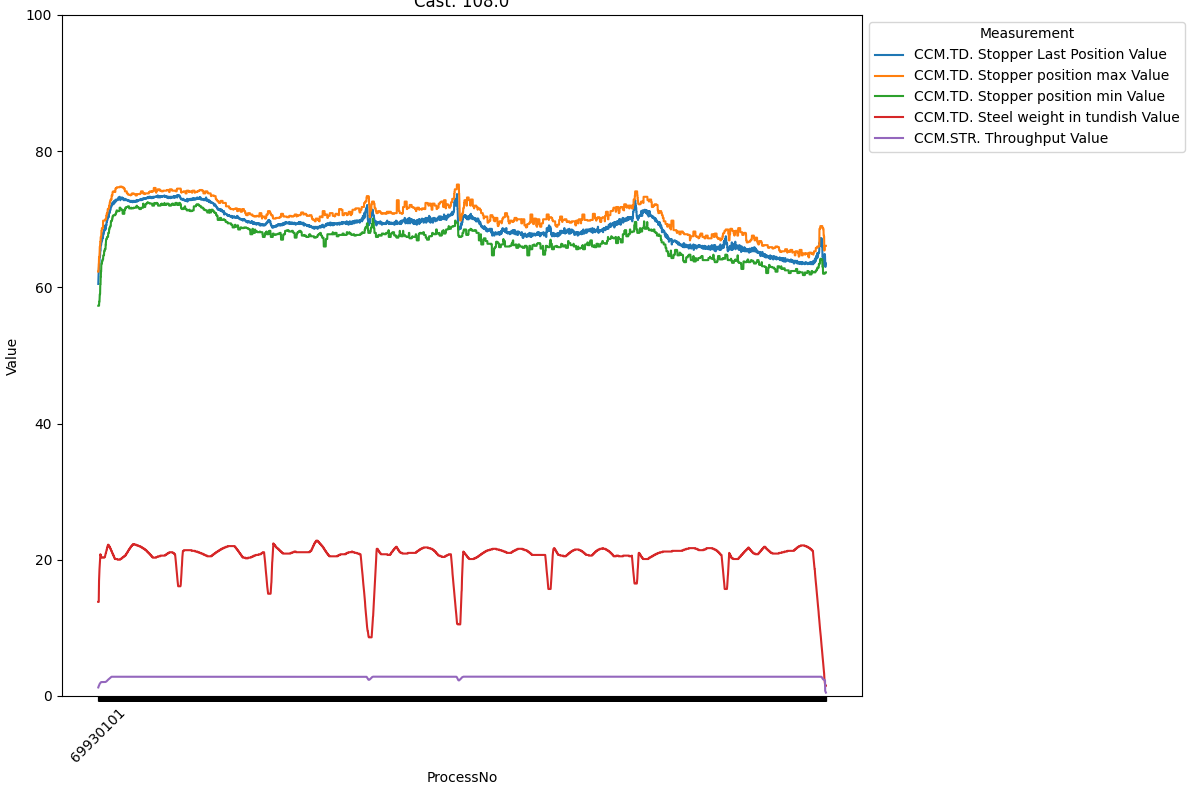 Cast: 108.0
100
80
60
40
20
0
Value
69930101
ProcessNo
Measurement
CCM.TD. Stopper Last Position Value
CCM.TD. Stopper position max Value
CCM.TD. Stopper position min Value
CCM.TD. Steel weight in tundish Value
CCM.STR. Throughput Value